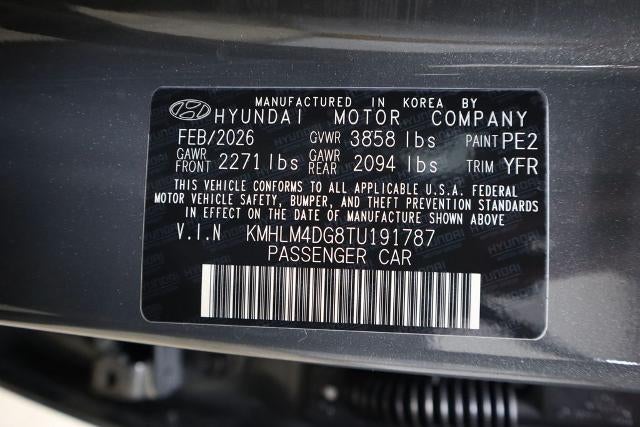 MANUFACTURED IN KOREA BY
HYUNDAI MOTOR COMPANY
FEB/2026 GVWR 3858 lbs PAINT PE2
GAWR FRONT 2271 lbs GAWR REAR 2094 lbs TRIM YFR
THIS VEHICLE CONFORMS TO ALL APPLICABLE U.S.A. FEDERAL
MOTOR VEHICLE SAFETY, BUMPER, AND THEFT PREVENTION STANDARDS
IN EFFECT ON THE DATE OF MANUFACTURE SHOWN ABOVE
V.I.N KMHLM4DG8TU191787
PASSENGER CAR